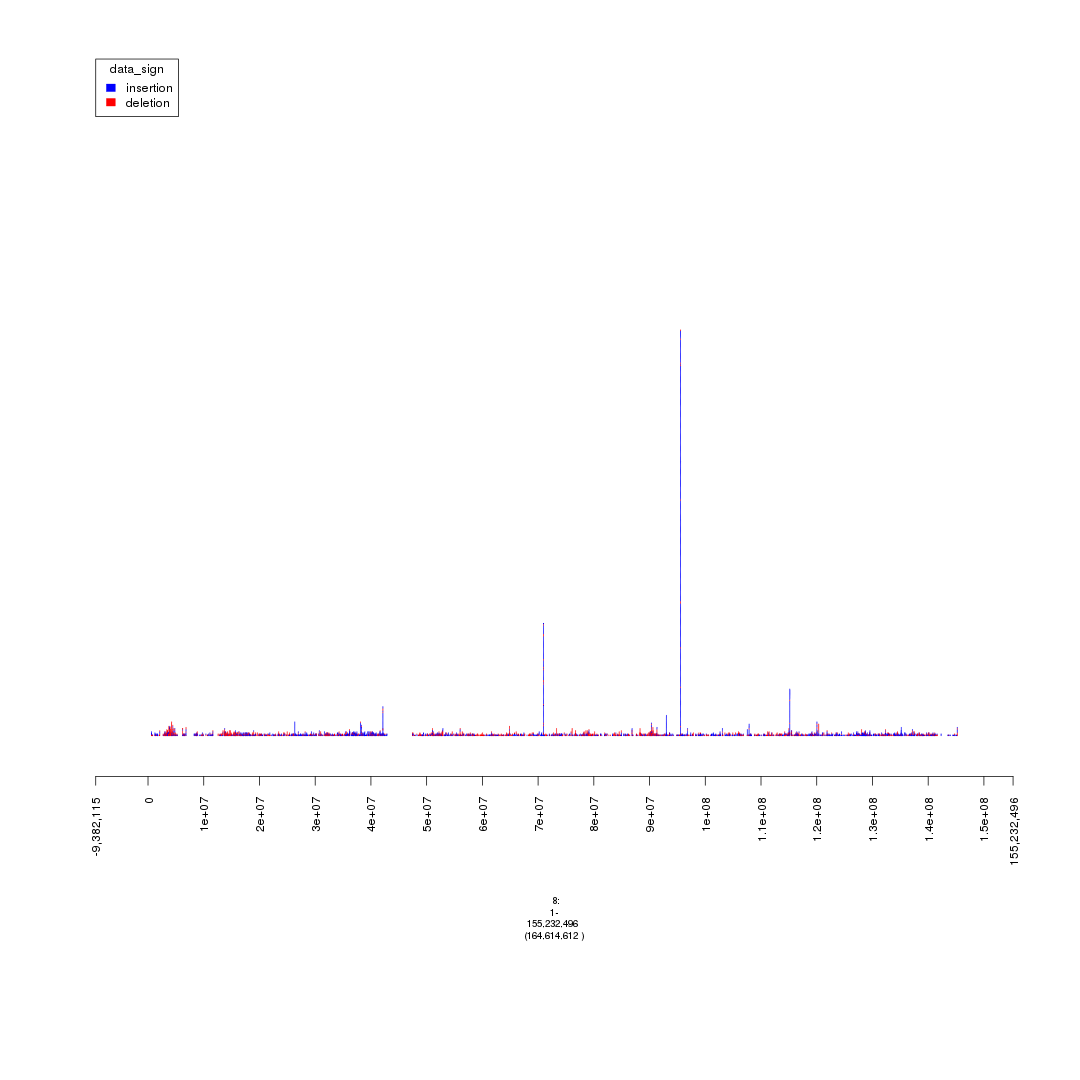 data_sign
insertion
deletion
-9,382,115
0
1e+07
2e+07
3e+07
4e+07
5e+07
6e+07
7e+07
8e+07
9e+07
1e+08
1.1e+08
1.2e+08
1.3e+08
1.4e+08
1.5e+08
155,232,496
8:
1-
155,232,496
(164,614,612 )